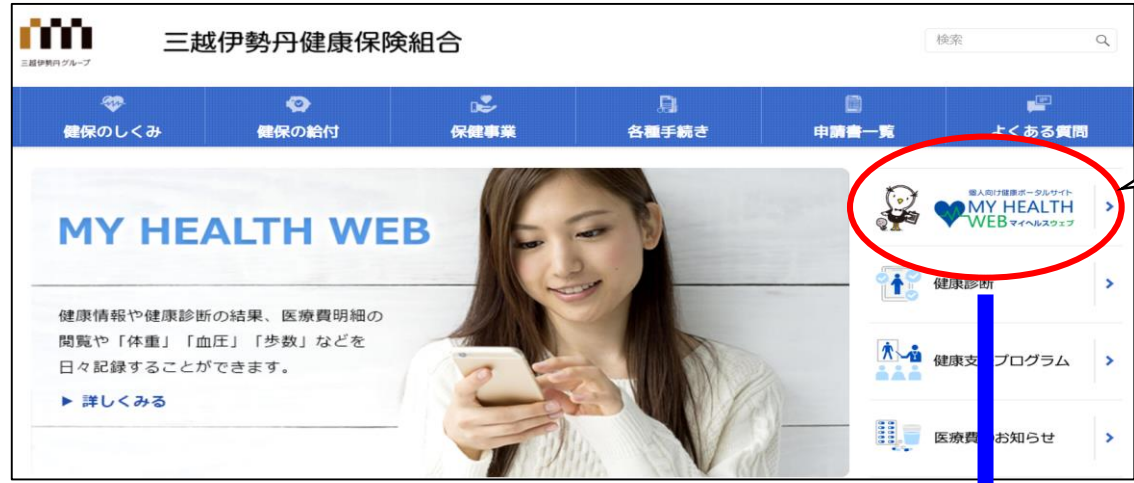 三越伊勢丹グループ
三越伊勢丹健康保険組合
検索
健保のしくみ
健保の給付
保健事業
各種手続き
申請書一覧
よくある質問
MY HEALTH WEB
健康情報や健康診断の結果、医療費明細の
閲覧や「体重」「血圧」「歩数」などを
日々記録することができます。
▶ 詳しくみる
個人向け健康ポータルサイト
MY HEALTH
WEB マイヘルスウェブ
健康診断
健康支 プログラム
医療費 お知らせ